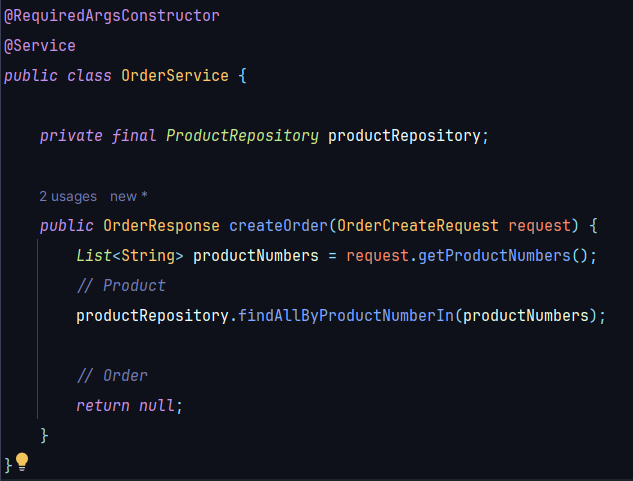 @RequiredArgsConstructor
@Service
public class OrderService {
private final ProductRepository productRepository;
2 usages new *
public OrderResponse createOrder(OrderCreateRequest request) {
List<String> productNumbers = request.getProductNumbers();
// Product
productRepository.findAllByProductNumberIn(productNumbers);
// Order
return null;
}
}